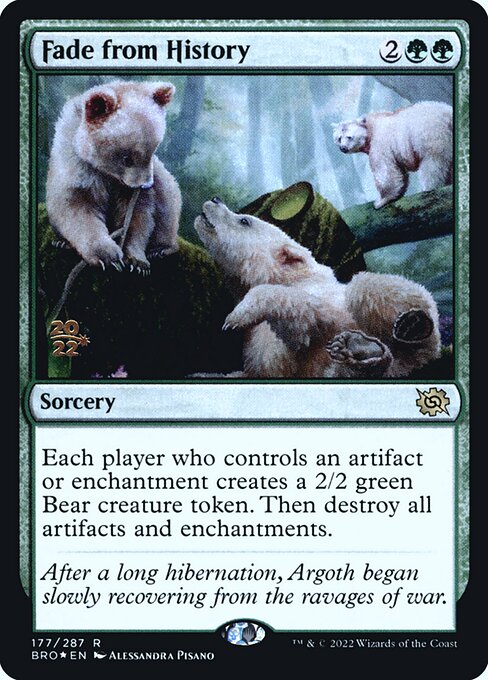 Fade from History 2
20
22
Sorcery
Each player who controls an artifact
or enchantment creates a 2/2 green
Bear creature token. Then destroy all
artifacts and enchantments.
After a long hibernation, Argoth began
slowly recovering from the ravages of war.
177/287 R
BRO★EN Alessandra Pisano
™ & © 2022 Wizards of the Coast